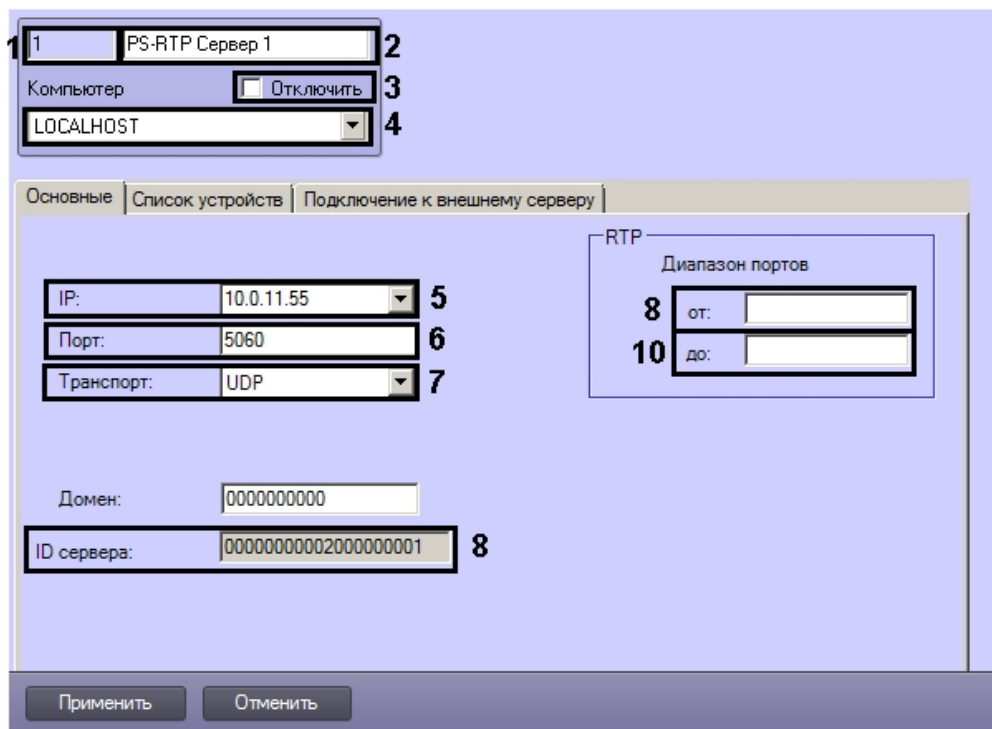 1 1 PS-RTP Сервер 1 2
Компьютер Отключить 3
LOCALHOST 4
Основные Список устройств Подключение к внешнему серверу
RTP
Диапазон портов
IP: 10.0.11.55 5
8 от:
Порт: 5060 6
10 до:
Транспорт: UDP 7
Домен: 0000000000
ID сервера: 00000000002000000001 8
Применить Отменить